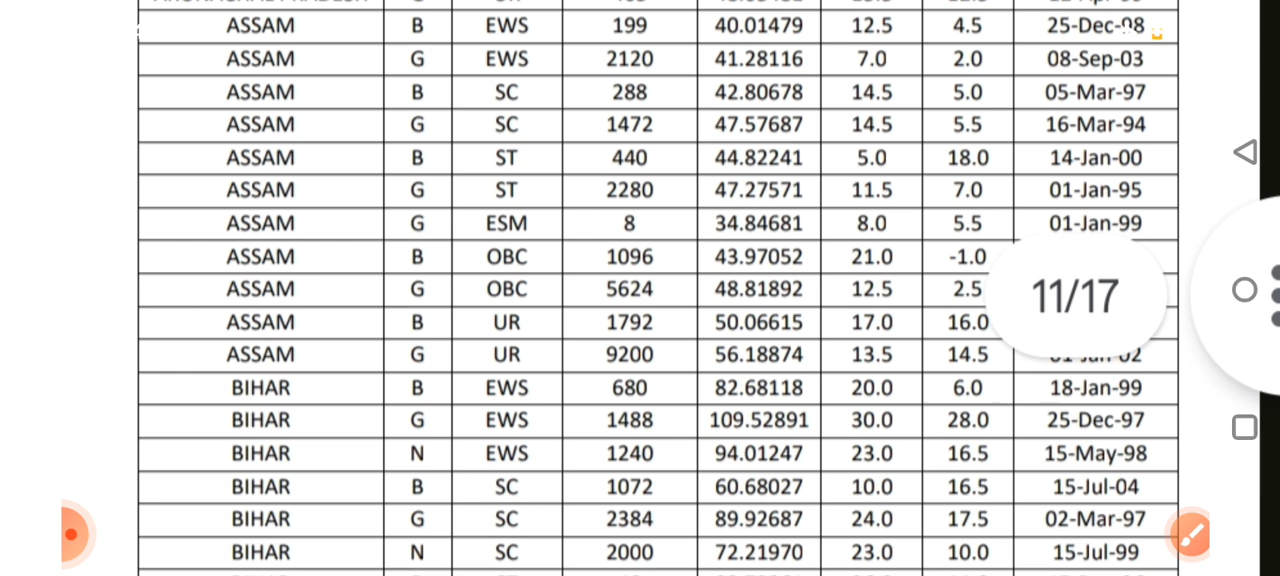 ASSAM B EWS 199 40.01479 12.5 4.5 25-Dec-98
ASSAM G EWS 2120 41.28116 7.0 2.0 08-Sep-03
ASSAM B SC 288 42.80678 14.5 5.0 05-Mar-97
ASSAM G SC 1472 47.57687 14.5 5.5 16-Mar-94
ASSAM B ST 440 44.82241 5.0 18.0 14-Jan-00
ASSAM G ST 2280 47.27571 11.5 7.0 01-Jan-95
ASSAM G ESM 8 34.84681 8.0 5.5 01-Jan-99
ASSAM B OBC 1096 43.97052 21.0 -1.0
ASSAM G OBC 5624 48.81892 12.5 2.5
11/17
ASSAM B UR 1792 50.06615 17.0 16.0
ASSAM G UR 9200 56.18874 13.5 14.5
BIHAR B EWS 680 82.68118 20.0 6.0 18-Jan-99
BIHAR G EWS 1488 109.52891 30.0 28.0 25-Dec-97
BIHAR N EWS 1240 94.01247 23.0 16.5 15-May-98
BIHAR B SC 1072 60.68027 10.0 16.5 15-Jul-04
BIHAR G SC 2384 89.92687 24.0 17.5 02-Mar-97
BIHAR N SC 2000 72.21970 23.0 10.0 15-Jul-99